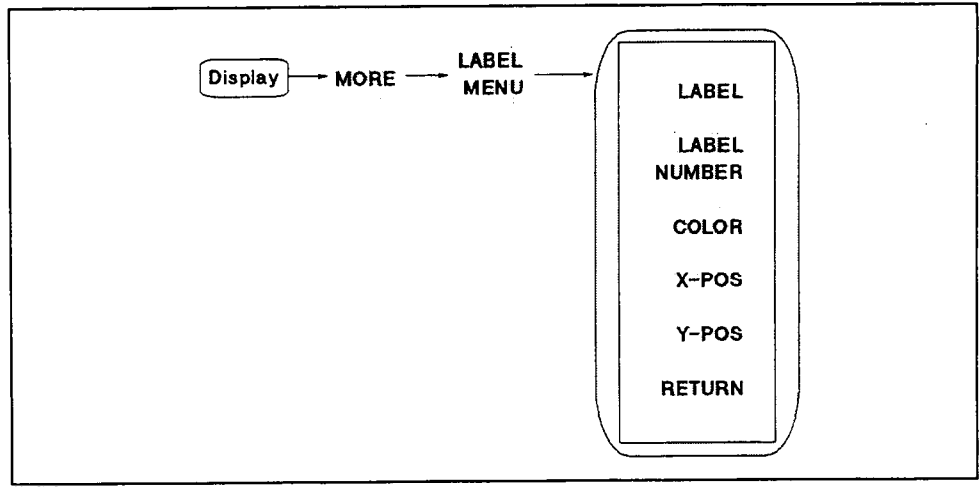 Display
MORE
LABEL
MENU
LABEL
LABEL
NUMBER
COLOR
X-POS
Y-POS
RETURN